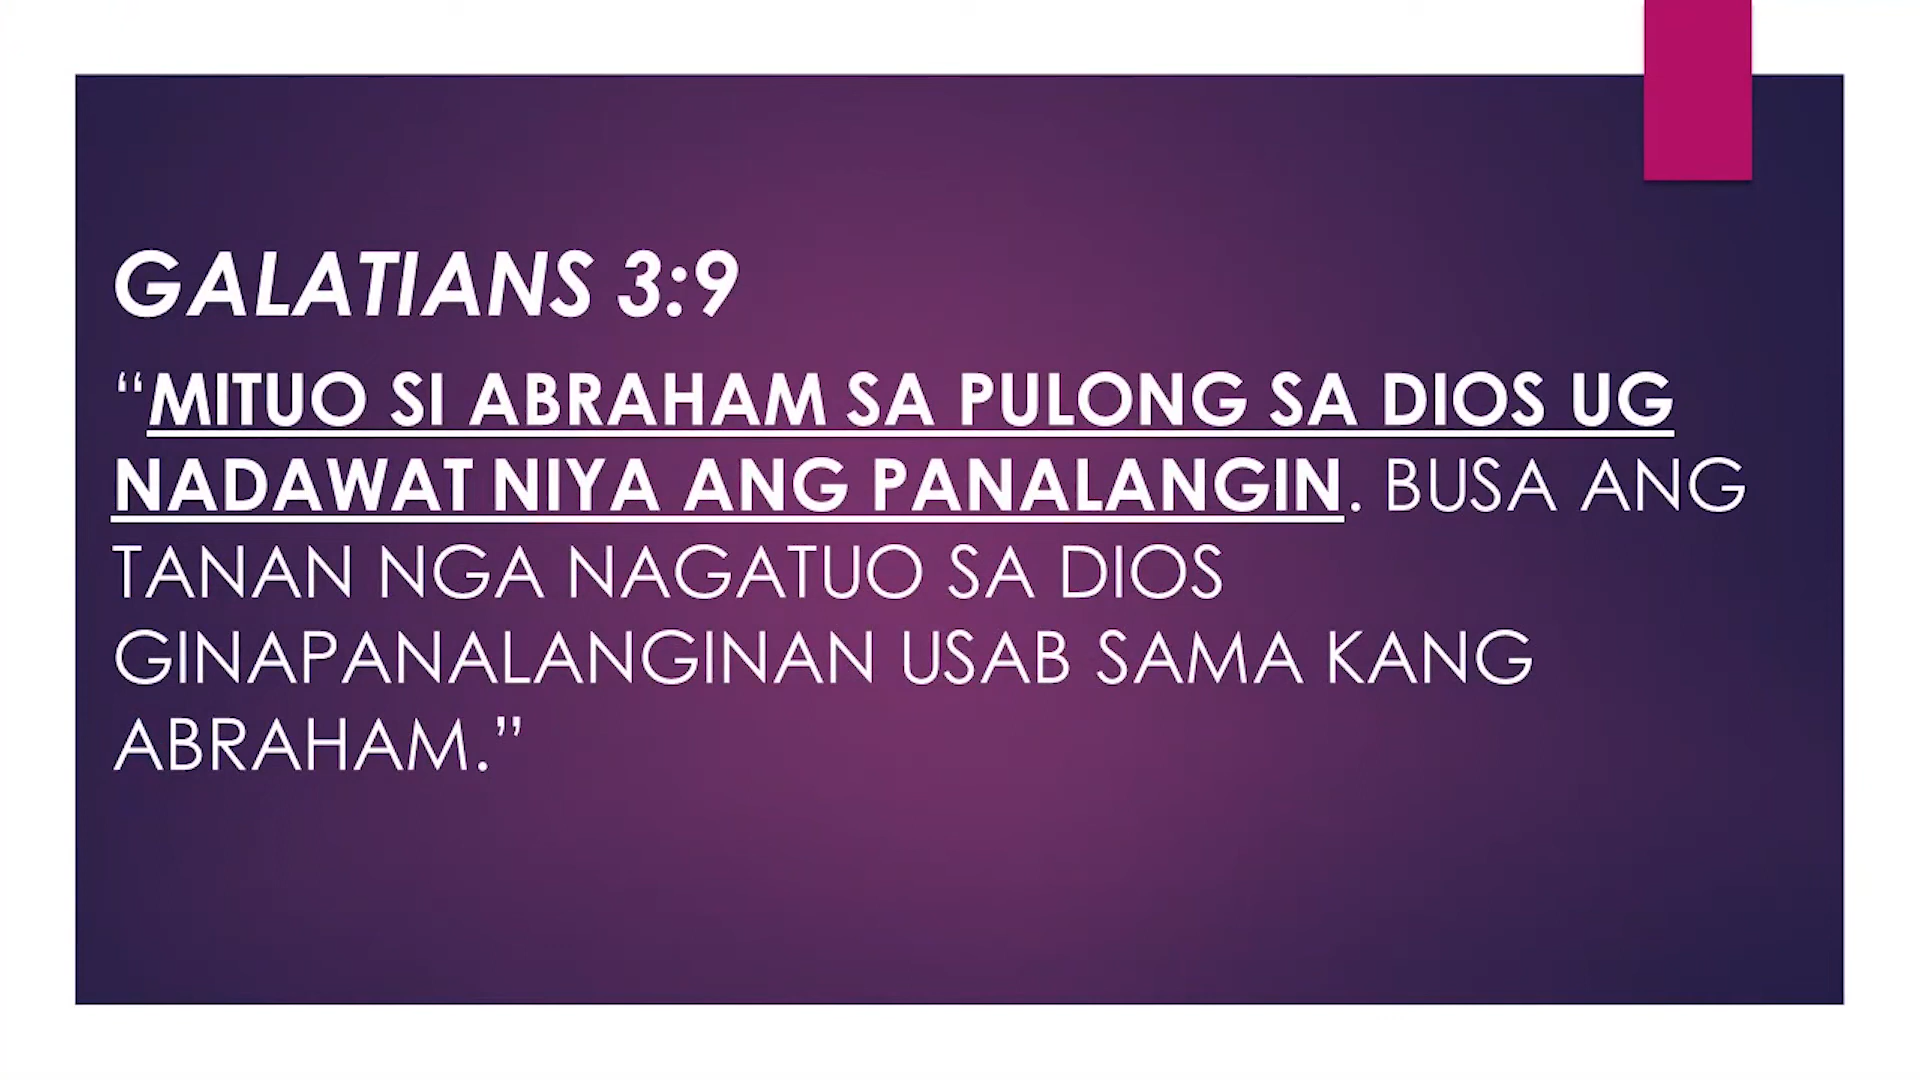 GALATIANS 3:9
“MITUO SI ABRAHAM SA PULONG SA DIOS UG
NADAWAT NIYA ANG PANALANGIN. BUSA ANG
TANAN NGA NAGATUO SA DIOS
GINAPANALANGINAN USAB SAMA KANG
ABRAHAM.”